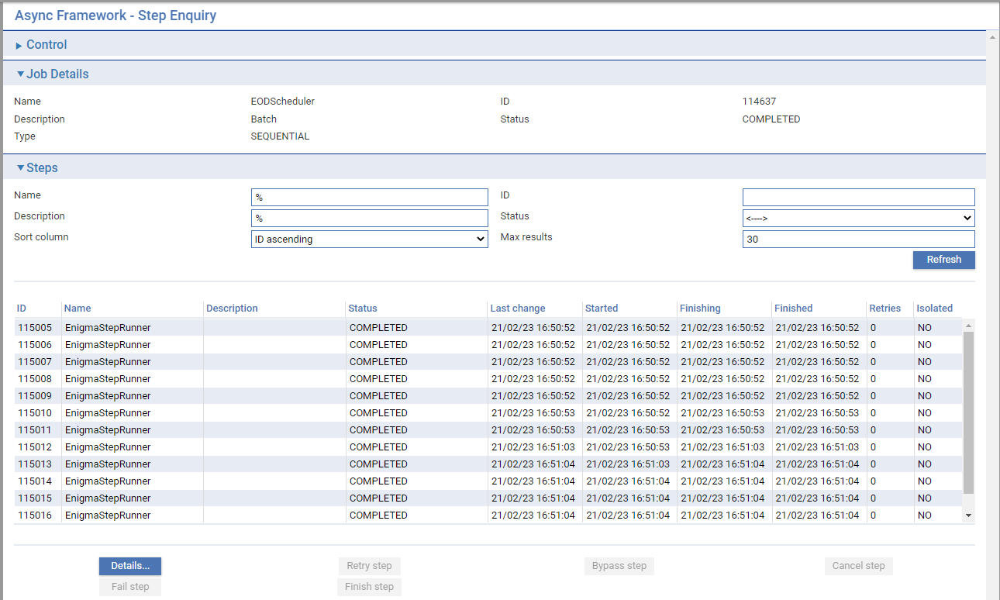 Async Framework - Step Enquiry
Control
Job Details
Name EODScheduler ID 114637
Description Batch Status COMPLETED
Type SEQUENTIAL
Steps
Name % ID
Description % Status <---->
Sort column ID ascending Max results 30
Refresh
ID Name Description Status Last change Started Finishing Finished Retries Isolated
115005 EnigmaStepRunner COMPLETED 21/02/23 16:50:52 21/02/23 16:50:52 21/02/23 16:50:52 21/02/23 16:50:52 0 NO
115006 EnigmaStepRunner COMPLETED 21/02/23 16:50:52 21/02/23 16:50:52 21/02/23 16:50:52 21/02/23 16:50:52 0 NO
115007 EnigmaStepRunner COMPLETED 21/02/23 16:50:52 21/02/23 16:50:52 21/02/23 16:50:52 21/02/23 16:50:52 0 NO
115008 EnigmaStepRunner COMPLETED 21/02/23 16:50:52 21/02/23 16:50:52 21/02/23 16:50:52 21/02/23 16:50:52 0 NO
115009 EnigmaStepRunner COMPLETED 21/02/23 16:50:52 21/02/23 16:50:52 21/02/23 16:50:52 21/02/23 16:50:52 0 NO
115010 EnigmaStepRunner COMPLETED 21/02/23 16:50:53 21/02/23 16:50:52 21/02/23 16:50:53 21/02/23 16:50:53 0 NO
115011 EnigmaStepRunner COMPLETED 21/02/23 16:50:53 21/02/23 16:50:53 21/02/23 16:50:53 21/02/23 16:50:53 0 NO
115012 EnigmaStepRunner COMPLETED 21/02/23 16:51:03 21/02/23 16:50:53 21/02/23 16:51:03 21/02/23 16:51:03 0 NO
115013 EnigmaStepRunner COMPLETED 21/02/23 16:51:04 21/02/23 16:51:03 21/02/23 16:51:04 21/02/23 16:51:04 0 NO
115014 EnigmaStepRunner COMPLETED 21/02/23 16:51:04 21/02/23 16:51:04 21/02/23 16:51:04 21/02/23 16:51:04 0 NO
115015 EnigmaStepRunner COMPLETED 21/02/23 16:51:04 21/02/23 16:51:04 21/02/23 16:51:04 21/02/23 16:51:04 0 NO
115016 EnigmaStepRunner COMPLETED 21/02/23 16:51:04 21/02/23 16:51:04 21/02/23 16:51:04 21/02/23 16:51:04 0 NO
Details... Retry step Bypass step Cancel step
Fail step Finish step